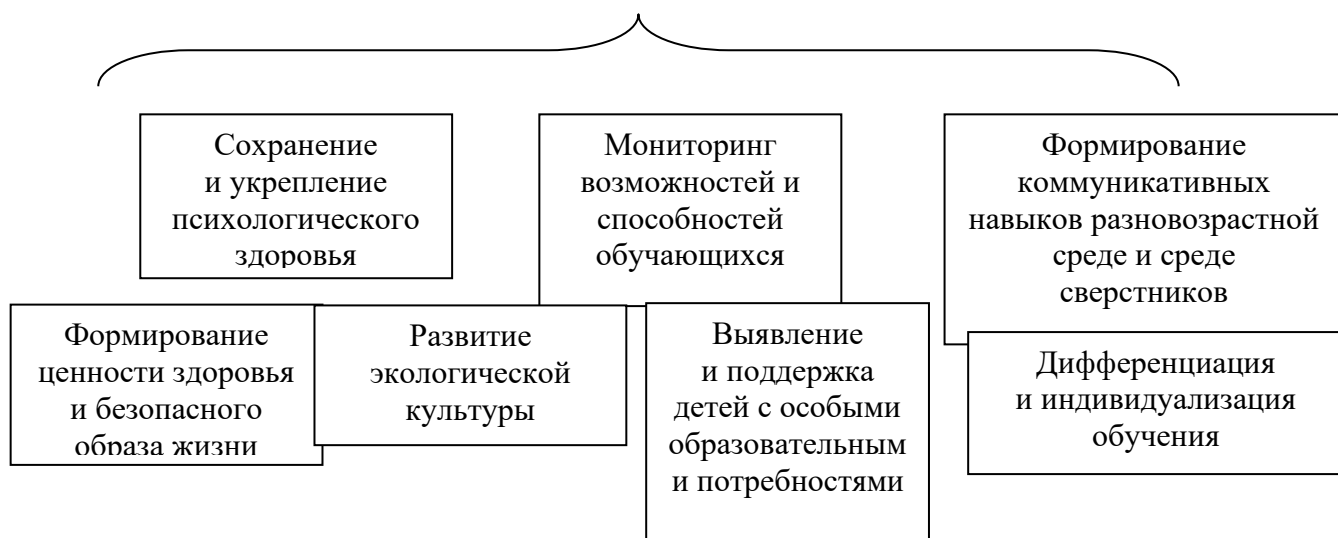 Сохранение
и укрепление
психологического
здоровья
Мониторинг
возможностей и
способностей
обучающихся
Формирование
коммуникативных
навыков разновозрастной
среде и среде
сверстников
Формирование
ценности здоровья
и безопасного
образа жизни
Развитие
экологической
культуры
Выявление
и поддержка
детей с особыми
образовательным
и потребностями
Дифференциация
и индивидуализация
обучения